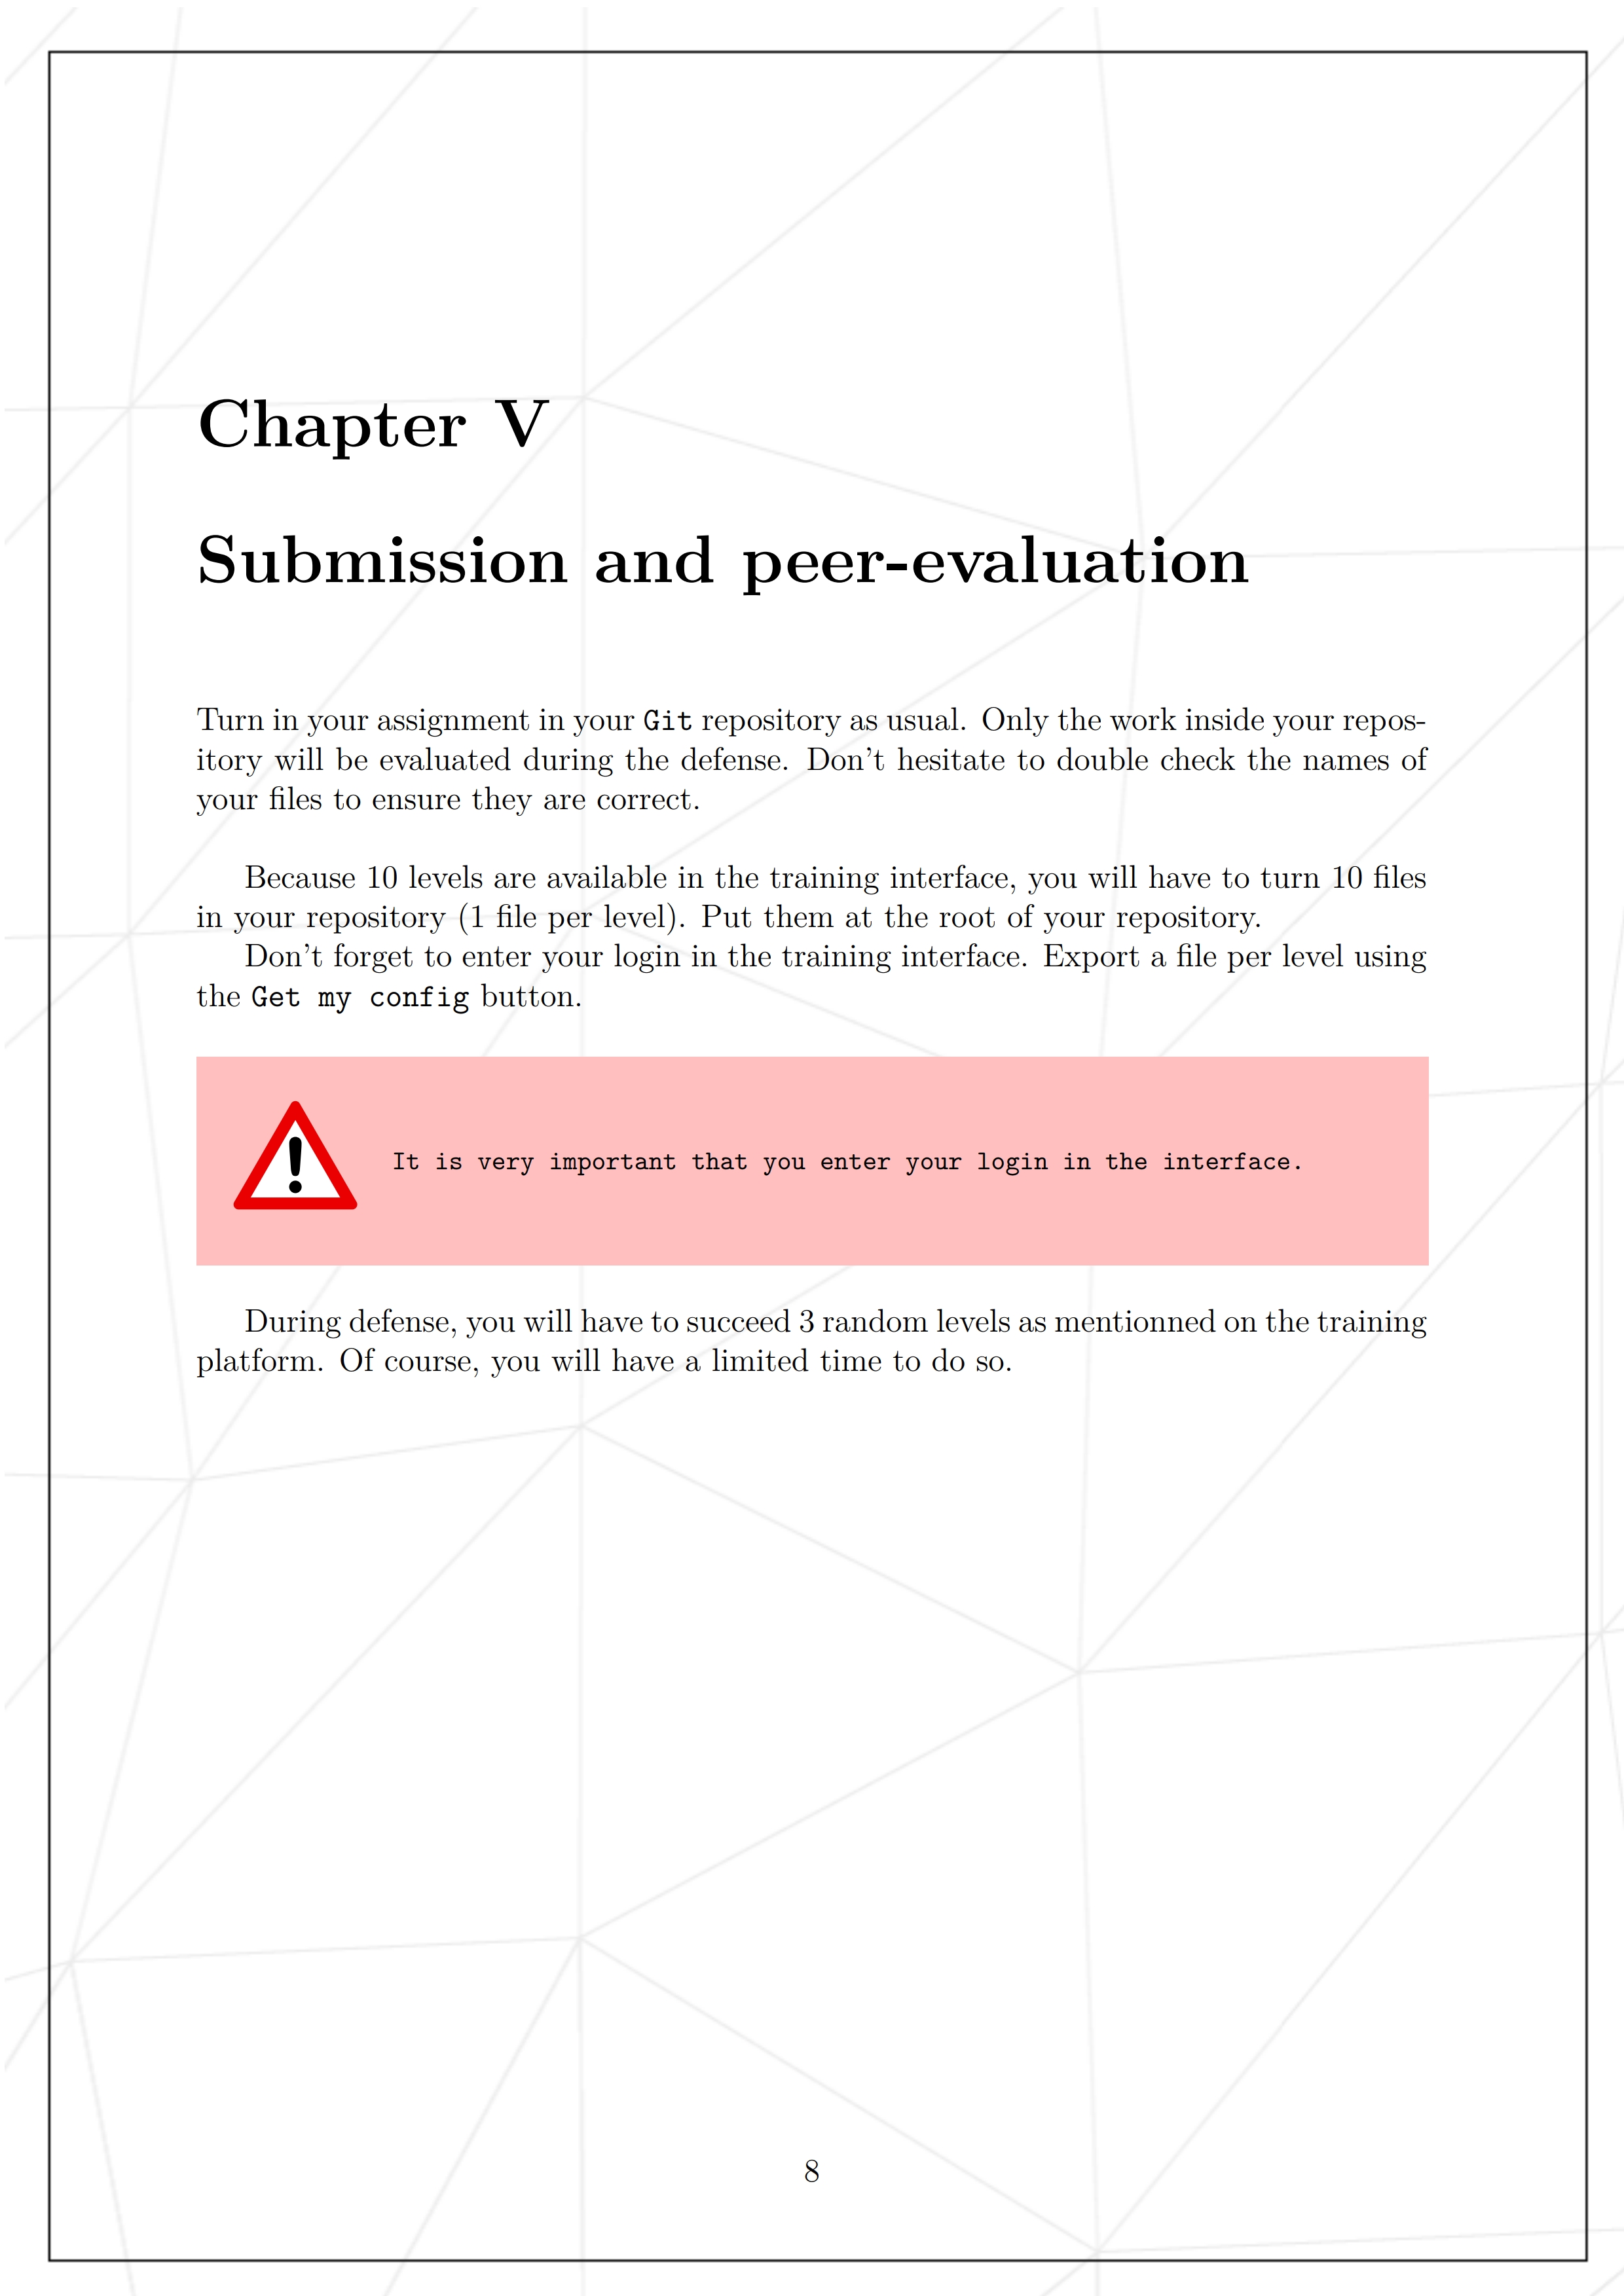 Chapter V
Submission and peer-evaluation
Turn in your assignment in your Git repository as usual. Only the work inside your repos-
itory will be evaluated during the defense. Don't hesitate to double check the names of
your files to ensure they are correct.
Because 10 levels are available in the training interface, you will have to turn 10 files
in your repository (1 file per level). Put them at the root of your repository.
Don't forget to enter your login in the training interface. Export a file per level using
the Get my config button.
It is very important that you enter your login in the interface.
During defense, you will have to succeed 3 random levels as mentionned on the training
platform. Of course, you will have a limited time to do so.
8